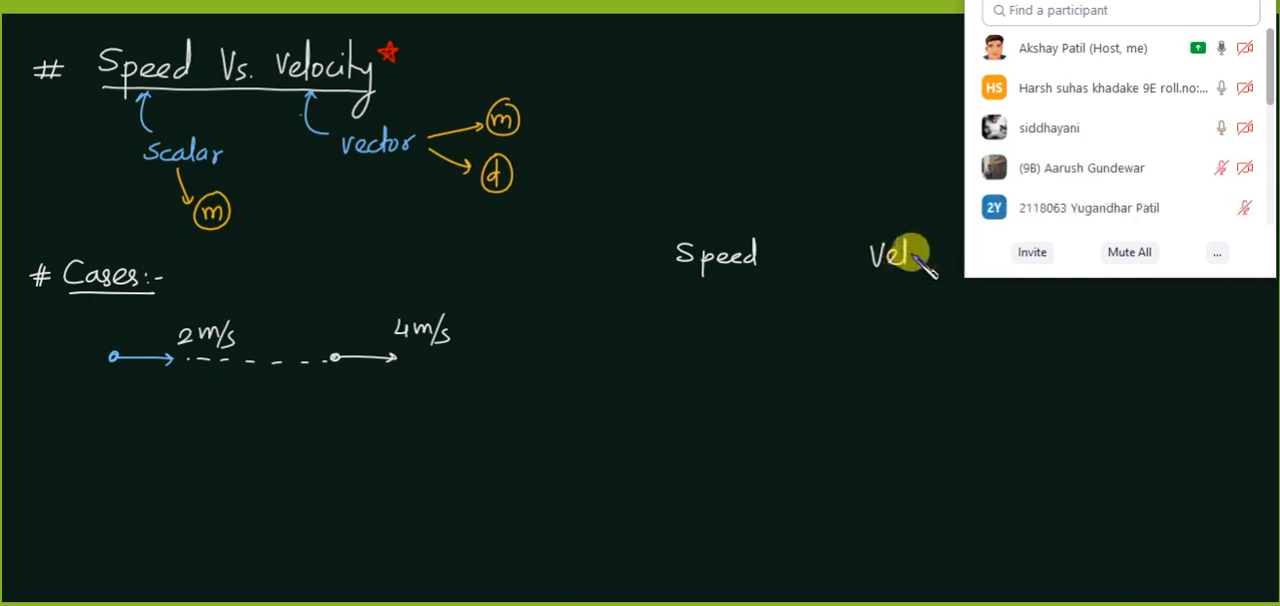 # Speed Vs. Velocity
scalar
vector
m
d
m
# Cases:-
2m/s
4m/s
Speed Vel
Find a participant
Akshay Patil (Host, me)
HS Harsh suhas khadake 9E roll.no:...
siddhayani
(9B) Aarush Gundewar
2Y 2118063 Yugandhar Patil
Invite Mute All ...